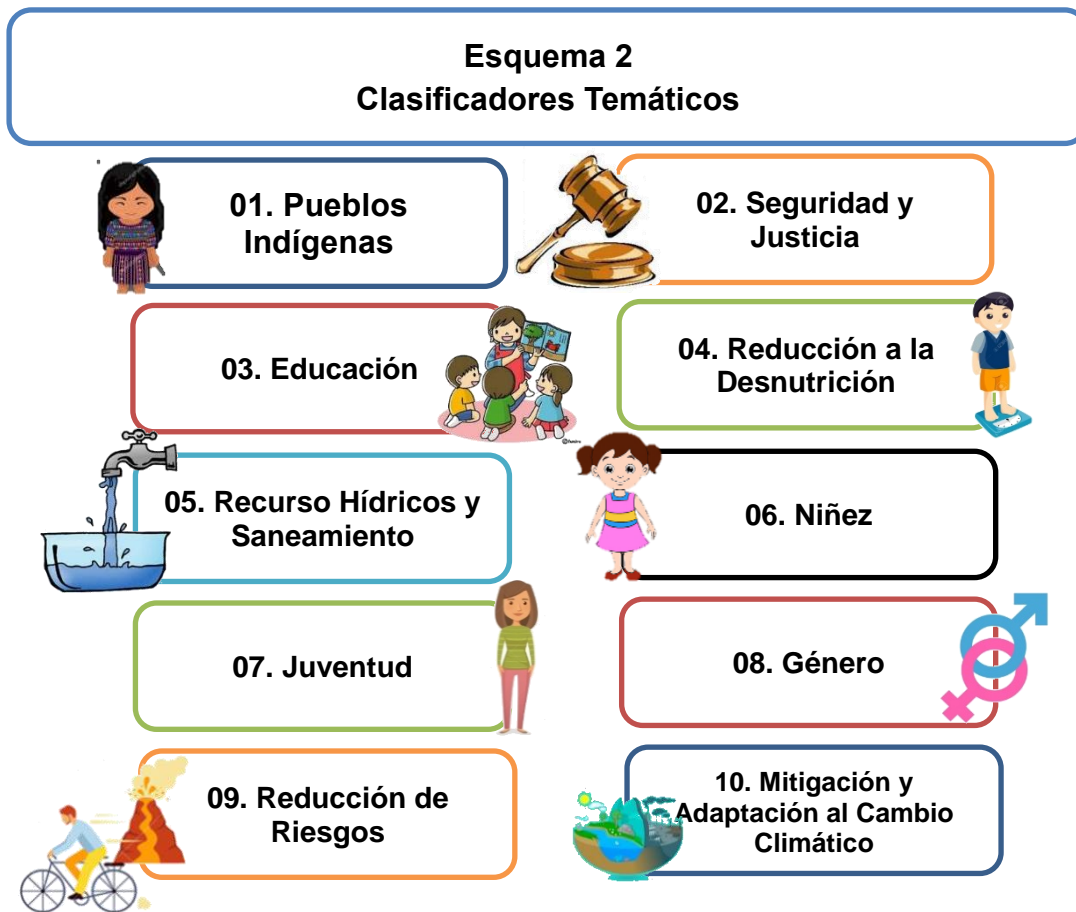 Esquema 2
Clasificadores Temáticos
01. Pueblos
Indígenas
02. Seguridad y
Justicia
03. Educación
04. Reducción a la
Desnutrición
05. Recurso Hídricos y
Saneamiento
06. Niñez
07. Juventud
08. Género
09. Reducción de
Riesgos
10. Mitigación y
Adaptación al Cambio
Climático